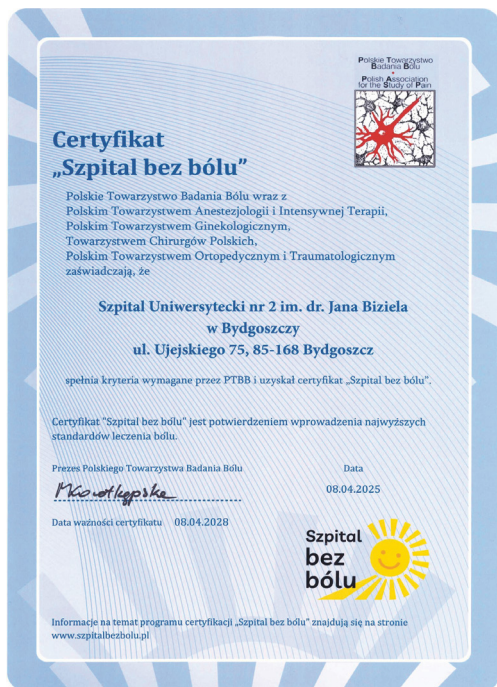 Polskie Towarzystwo
Badania Bólu
•
Polish Association
for the Study of Pain
Certyfikat
„Szpital bez bólu”
Polskie Towarzystwo Badania Bólu wraz z
Polskim Towarzystwem Anestezjologii i Intensywnej Terapii,
Polskim Towarzystwem Ginekologicznym,
Towarzystwem Chirurgów Polskich,
Polskim Towarzystwem Ortopedycznym i Traumatologicznym
zaświadczają, że
Szpital Uniwersytecki nr 2 im. dr. Jana Biziela
w Bydgoszczy
ul. Ujejskiego 75, 85-168 Bydgoszcz
spełnia kryteria wymagane przez PTBB i uzyskał certyfikat „Szpital bez bólu”.
Certyfikat "Szpital bez bólu" jest potwierdzeniem wprowadzenia najwyższych
standardów leczenia bólu.
Prezes Polskiego Towarzystwa Badania Bólu
Data
08.04.2025
Data ważności certyfikatu 08.04.2028
Szpital
bez
bólu
Informacje na temat programu certyfikacji „Szpital bez bólu” znajdują się na stronie
www.szpitalbezbolu.pl